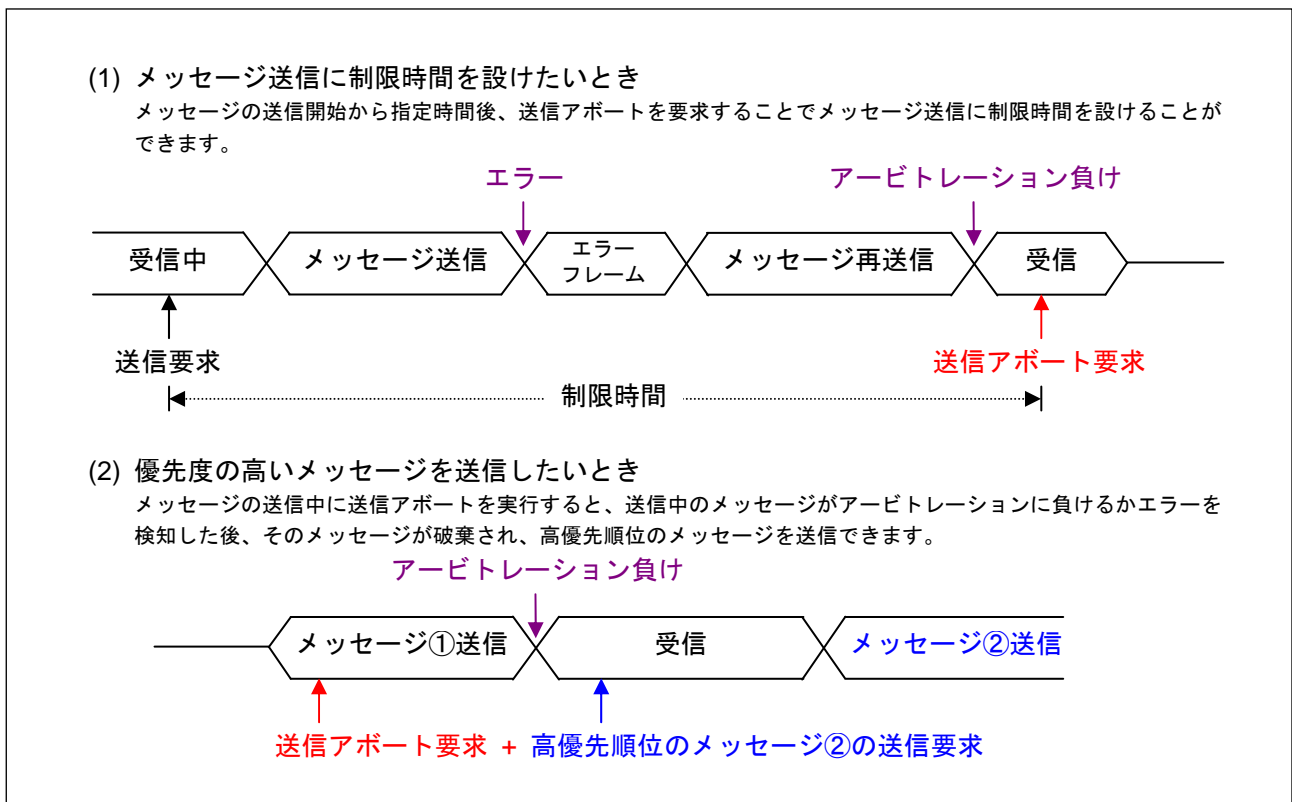 (1) メッセージ送信に制限時間を設けたいとき
メッセージの送信開始から指定時間後、送信アボートを要求することでメッセージ送信に制限時間を設けることが
できます。
エラー
アービトレーション負け
受信中
メッセージ送信
エラー
フレーム
メッセージ再送信
受信
送信要求
送信アボート要求
制限時間
(2) 優先度の高いメッセージを送信したいとき
メッセージの送信中に送信アボートを実行すると、送信中のメッセージがアービトレーションに負けるかエラーを
検知した後、そのメッセージが破棄され、高優先順位のメッセージを送信できます。
アービトレーション負け
メッセージ①送信
受信
メッセージ②送信
送信アボート要求 + 高優先順位のメッセージ②の送信要求